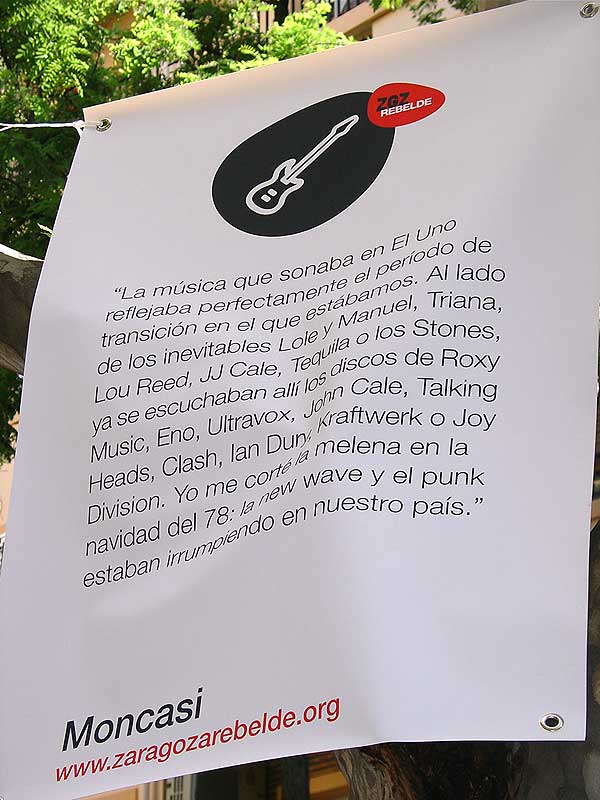 ZGZ
REBELDE
“La música que sonaba en El Uno
reflejaba perfectamente el período de
transición en el que estábamos. Al lado
de los inevitables Lole y Manuel, Triana,
Lou Reed, JJ Cale, Tequila o los Stones,
ya se escuchaban allí los discos de Roxy
Music, Eno, Ultravox, John Cale, Talking
Heads, Clash, Ian Dury, Kraftwerk o Joy
Division. Yo me corté la melena en la
navidad del 78: la new wave y el punk
estaban irrumpiendo en nuestro país.”
Moncasi
www.zaragozarebelde.org